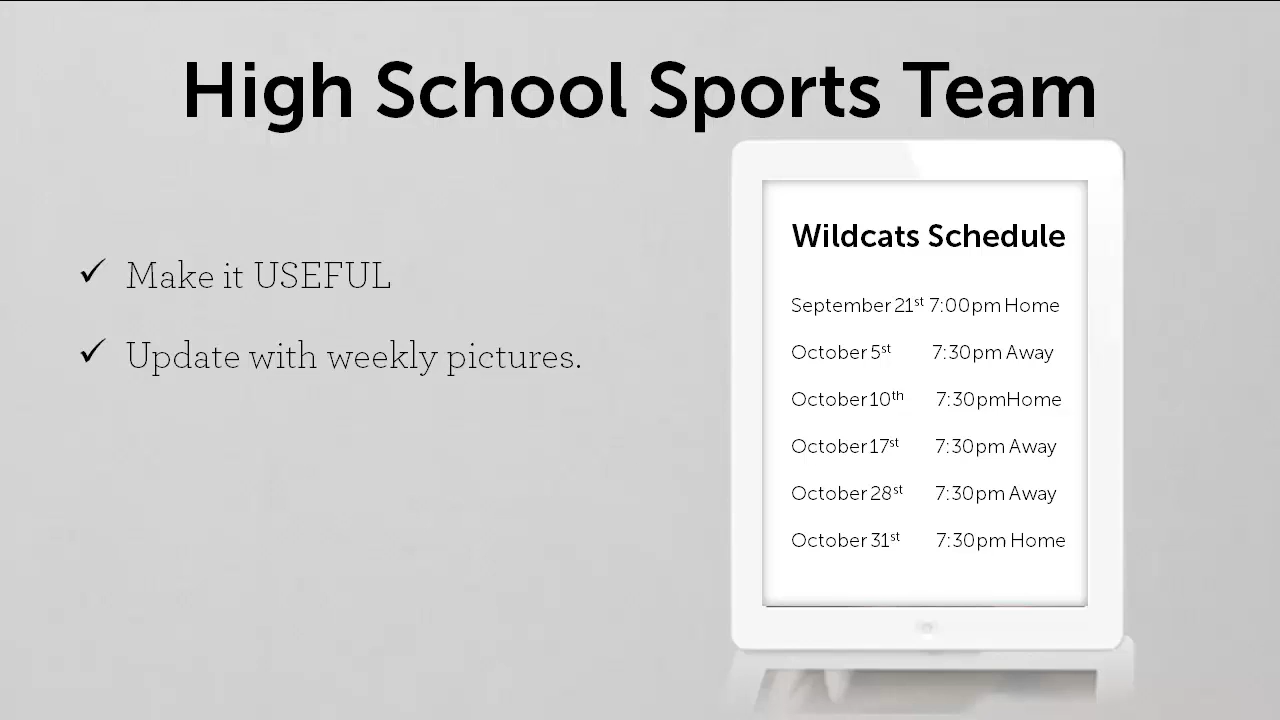 High School Sports Team
✓ Make it USEFUL
✓ Update with weekly pictures.
Wildcats Schedule
September 21st 7:00pm Home
October 5st 7:30pm Away
October 10th 7:30pmHome
October 17st 7:30pm Away
October 28st 7:30pm Away
October 31st 7:30pm Home